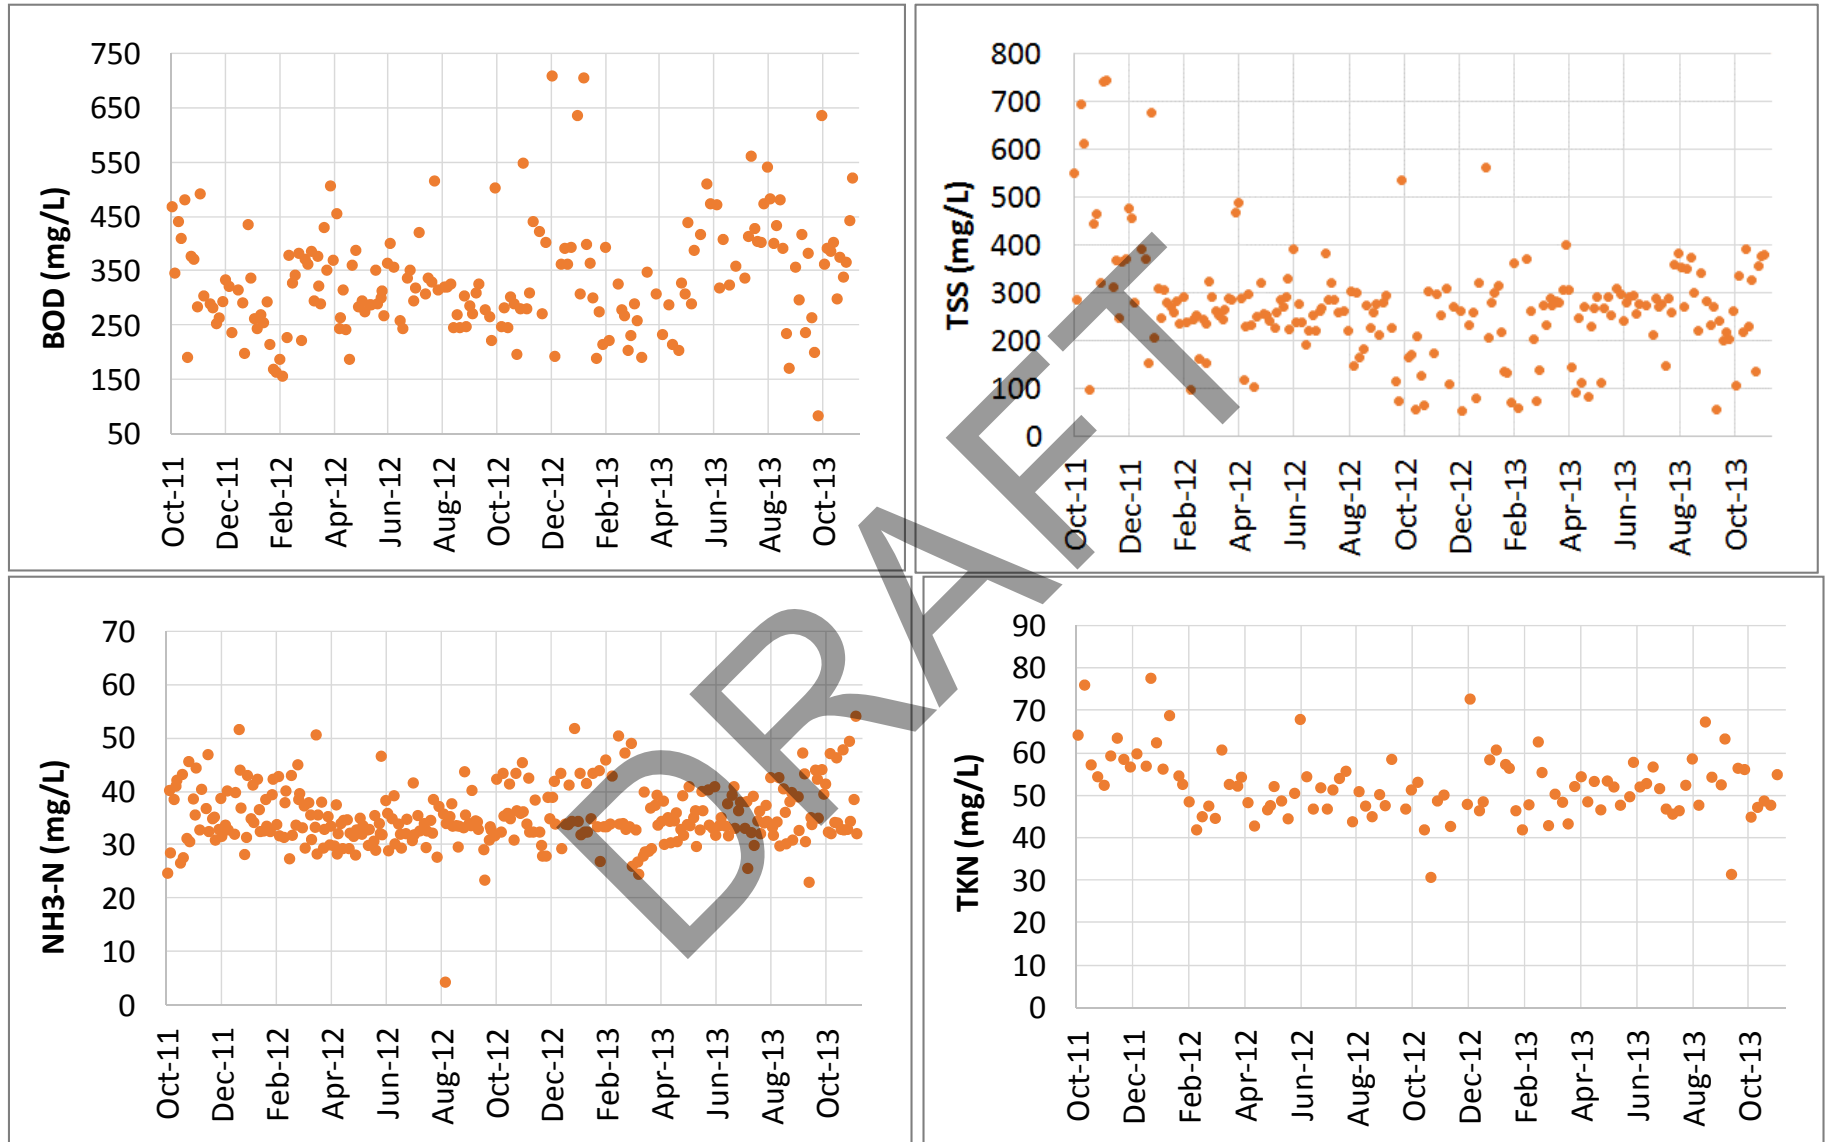 750
650
550
450
350
250
150
50
BOD (mg/L)
Oct-11
Dec-11
Feb-12
Apr-12
Jun-12
Aug-12
Oct-12
Dec-12
Feb-13
Apr-13
Jun-13
Aug-13
Oct-13
800
700
600
500
400
300
200
100
0
TSS (mg/L)
Oct-11
Dec-11
Feb-12
Apr-12
Jun-12
Aug-12
Oct-12
Dec-12
Feb-13
Apr-13
Jun-13
Aug-13
Oct-13
70
60
50
40
30
20
10
0
NH3-N (mg/L)
Oct-11
Dec-11
Feb-12
Apr-12
Jun-12
Aug-12
Oct-12
Dec-12
Feb-13
Apr-13
Jun-13
Aug-13
Oct-13
90
80
70
60
50
40
30
20
10
0
TKN (mg/L)
Oct-11
Dec-11
Feb-12
Apr-12
Jun-12
Aug-12
Oct-12
Dec-12
Feb-13
Apr-13
Jun-13
Aug-13
Oct-13
DRAFT